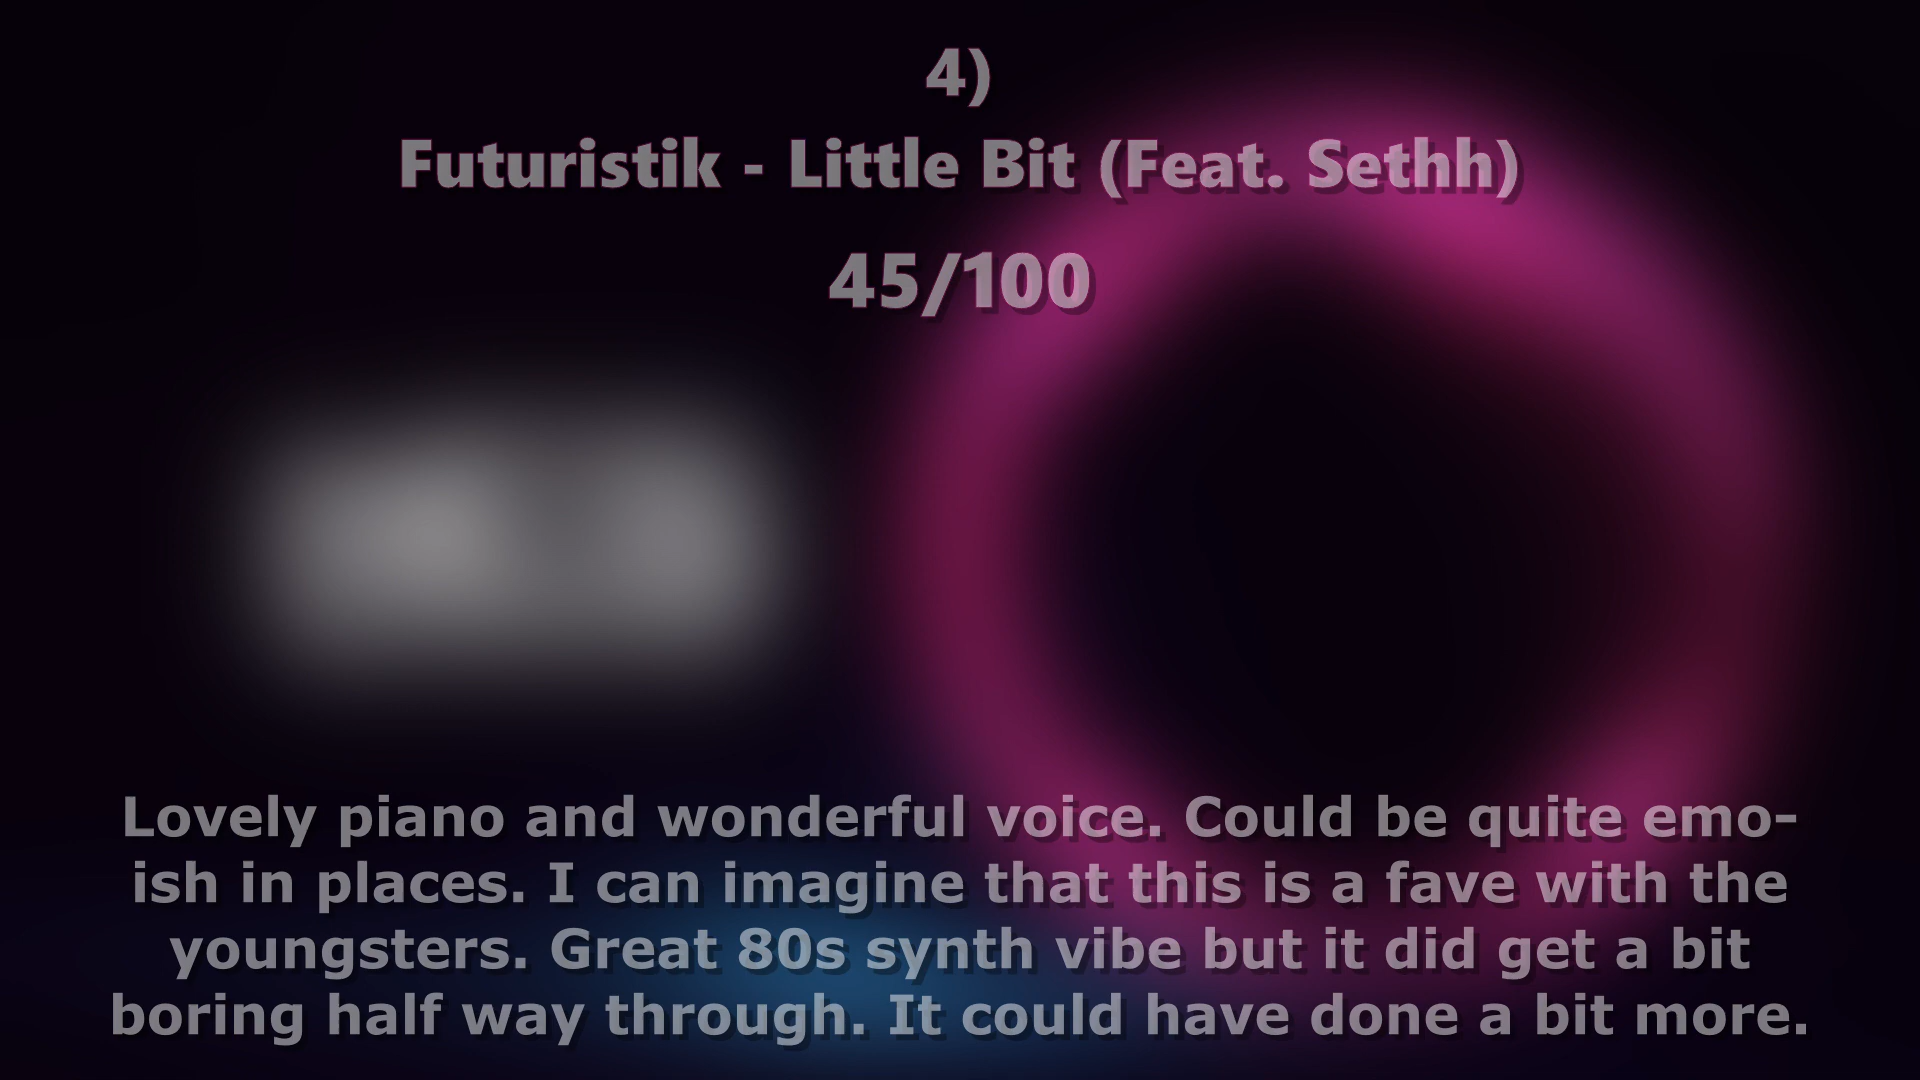 4)
Futuristik - Little Bit (Feat. Sethh)
45/100
Lovely piano and wonderful voice. Could be quite emo-
ish in places. I can imagine that this is a fave with the
youngsters. Great 80s synth vibe but it did get a bit
boring half way through. It could have done a bit more.